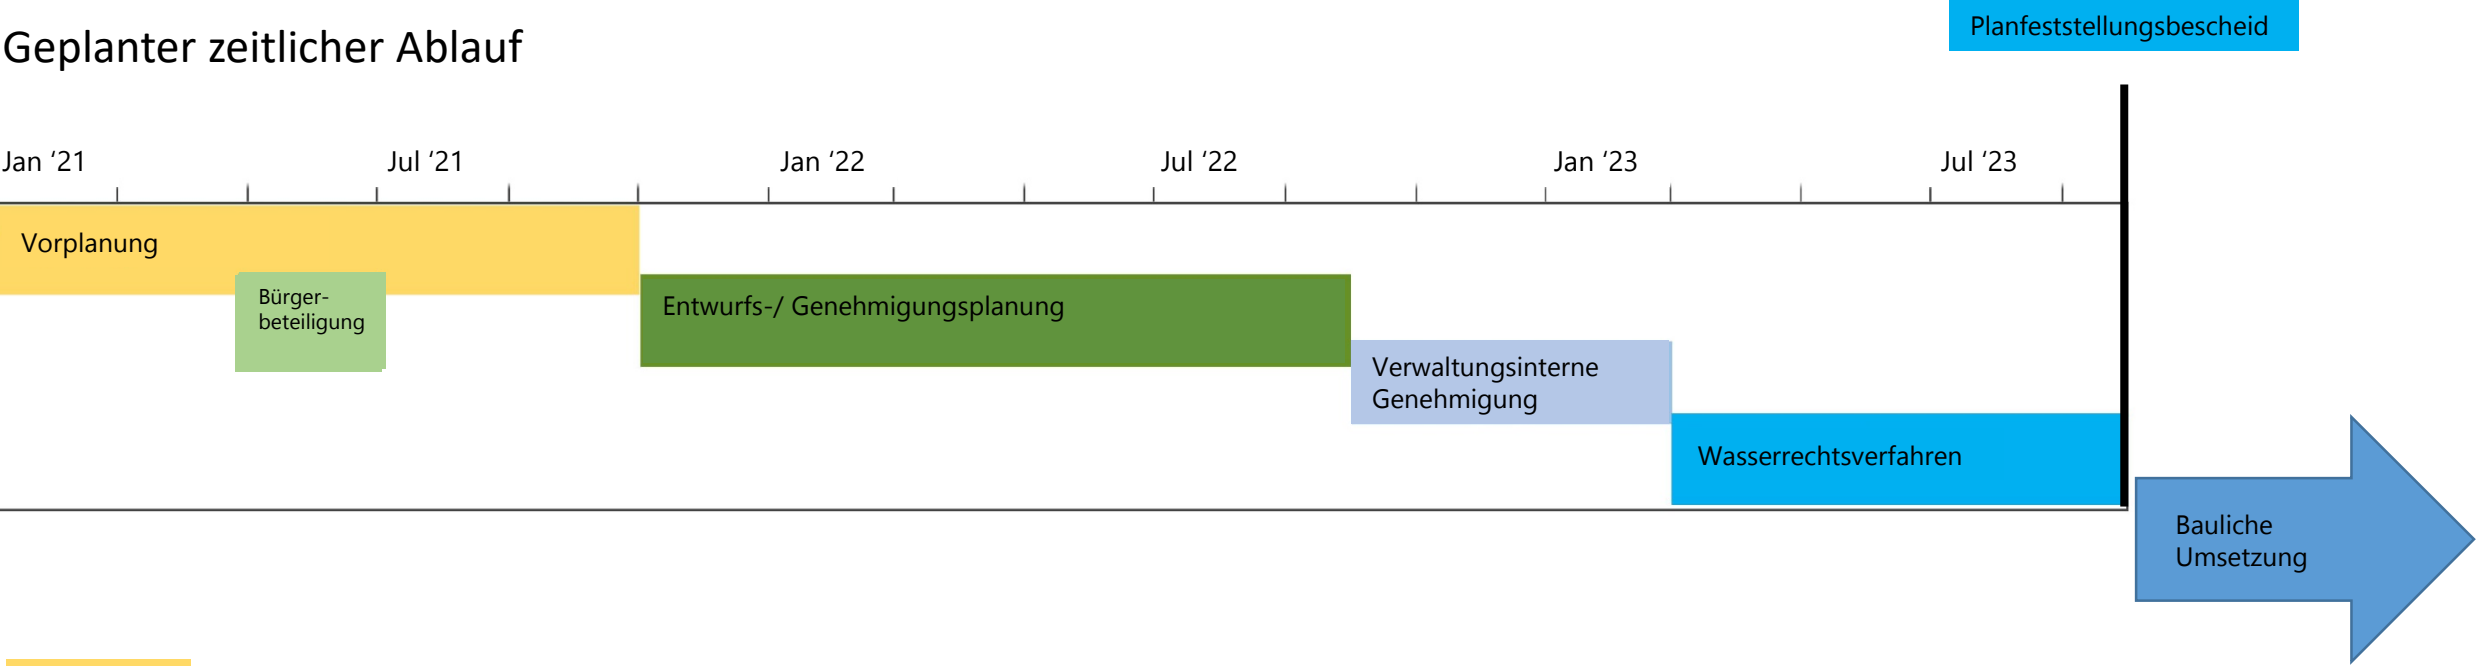 Planfeststellungsbescheid
Geplanter zeitlicher Ablauf
Jan ‘21 Jul ‘21 Jan ‘22 Jul ‘22 Jan ‘23 Jul ‘23
Vorplanung
Bürger-
beteiligung
Entwurfs-/ Genehmigungsplanung
Verwaltungsinterne
Genehmigung
Wasserrechtsverfahren
Bauliche
Umsetzung